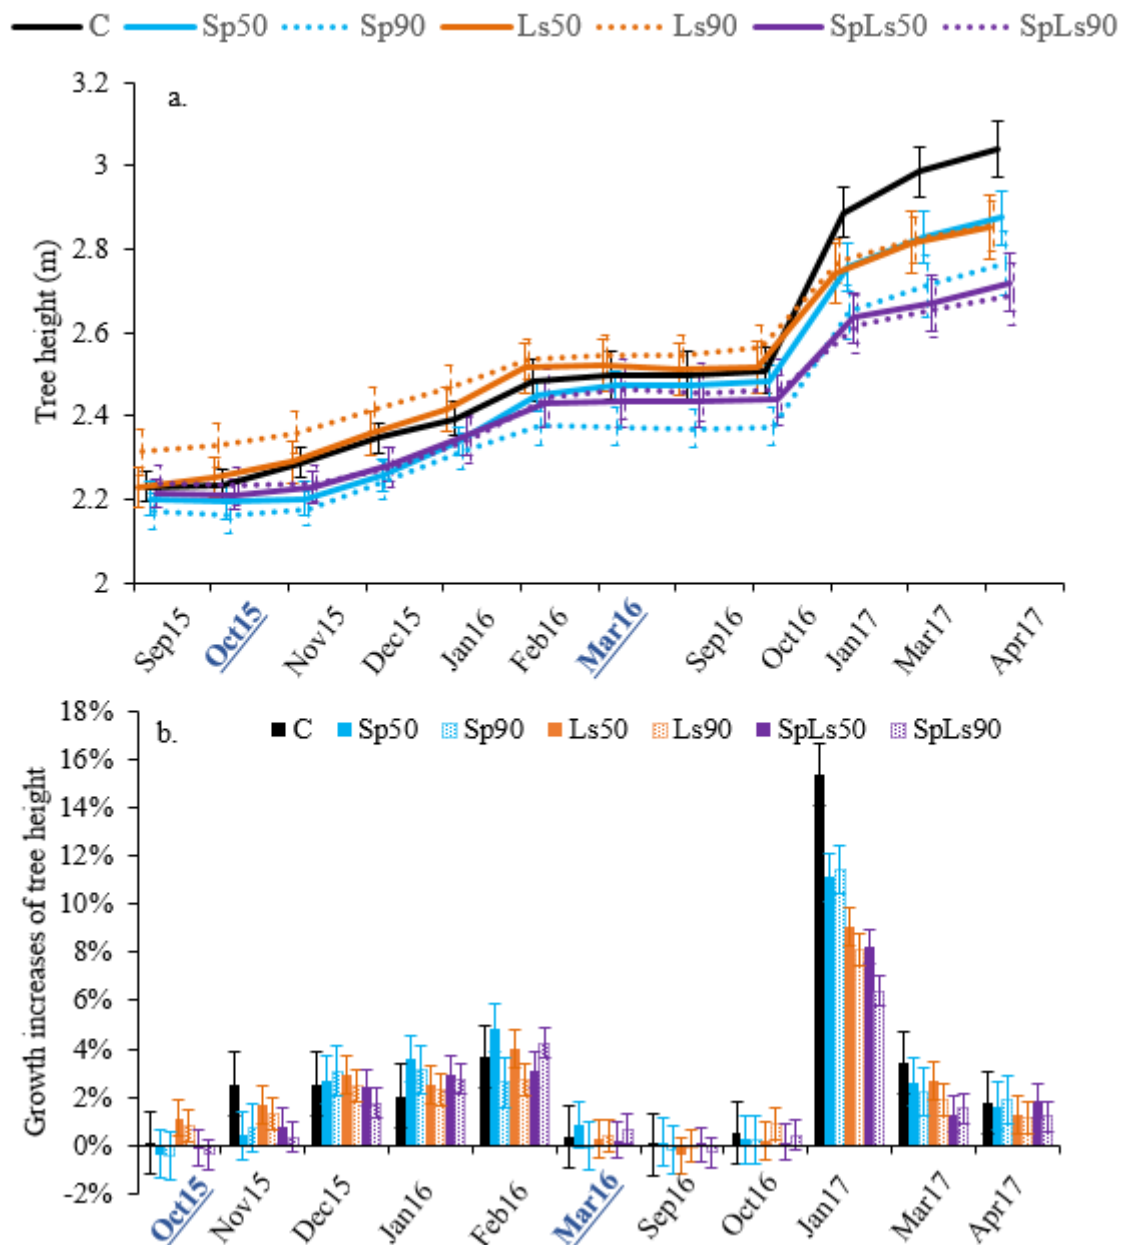 C Sp50 Sp90 Ls50 Ls90 SpLs50 SpLs90
a.
Tree height (m)
3.2
3
2.8
2.6
2.4
2.2
2
Sep15 Oct15 Nov15 Dec15 Jan16 Feb16 Mar16 Sep16 Oct16 Jan17 Mar17 Apr17
b.
C Sp50 Sp90 Ls50 Ls90 SpLs50 SpLs90
Growth increases of tree height
18%
16%
14%
12%
10%
8%
6%
4%
2%
0%
-2%
Oct15 Nov15 Dec15 Jan16 Feb16 Mar16 Sep16 Oct16 Jan17 Mar17 Apr17